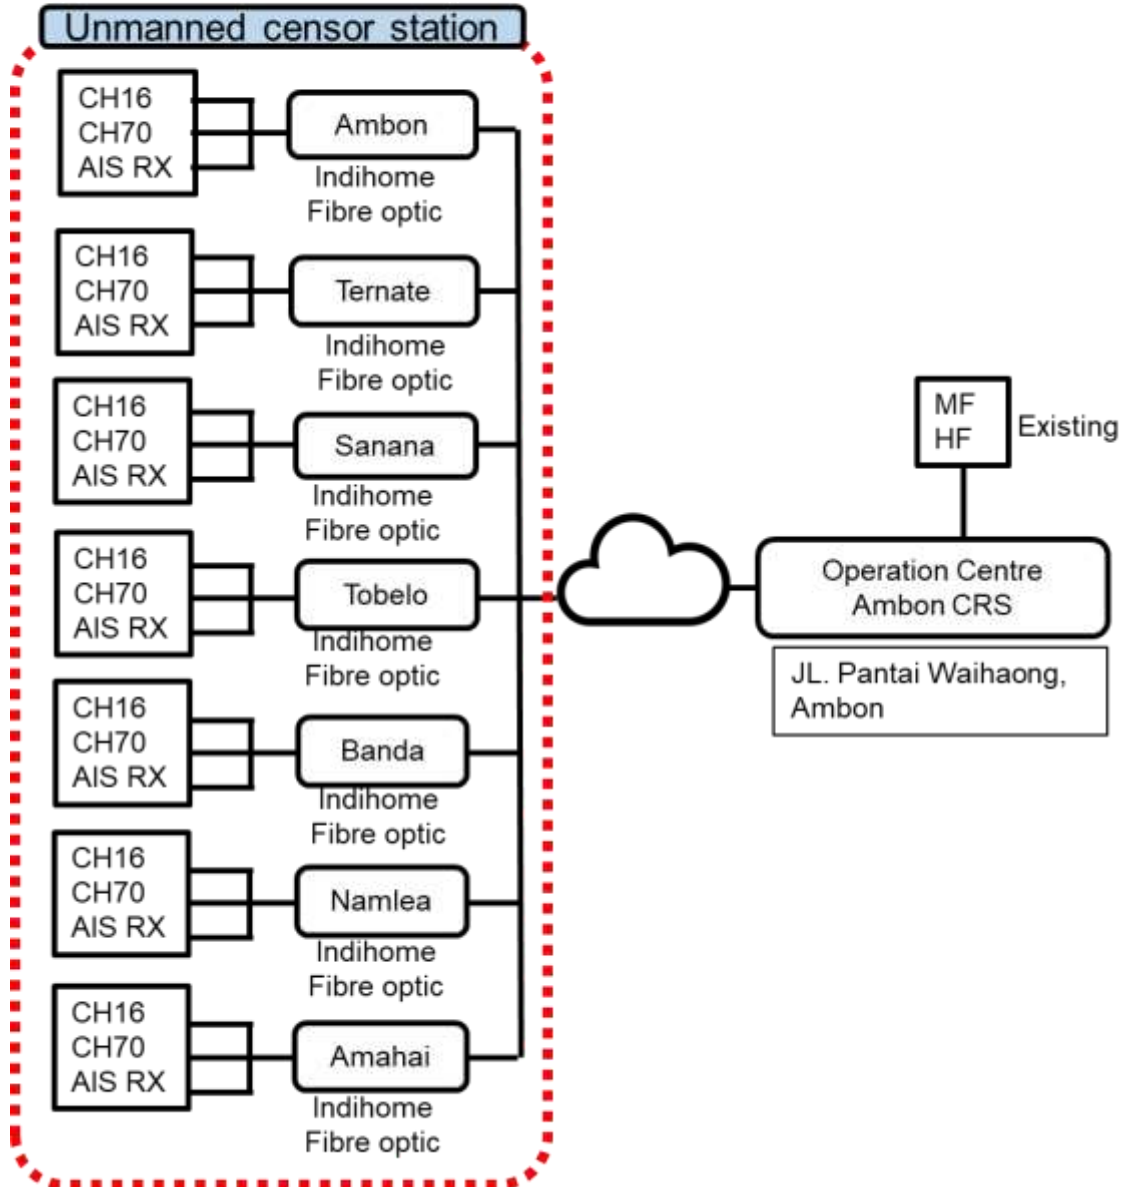 Unmanned censor station
CH16
CH70
AIS RX
Ambon
Indihome
Fibre optic
CH16
CH70
AIS RX
Ternate
Indihome
Fibre optic
CH16
CH70
AIS RX
Sanana
Indihome
Fibre optic
CH16
CH70
AIS RX
Tobelo
Indihome
Fibre optic
CH16
CH70
AIS RX
Banda
Indihome
Fibre optic
CH16
CH70
AIS RX
Namlea
Indihome
Fibre optic
CH16
CH70
AIS RX
Amahai
Indihome
Fibre optic
MF
HF
Existing
Operation Centre
Ambon CRS
JL. Pantai Waihaong,
Ambon